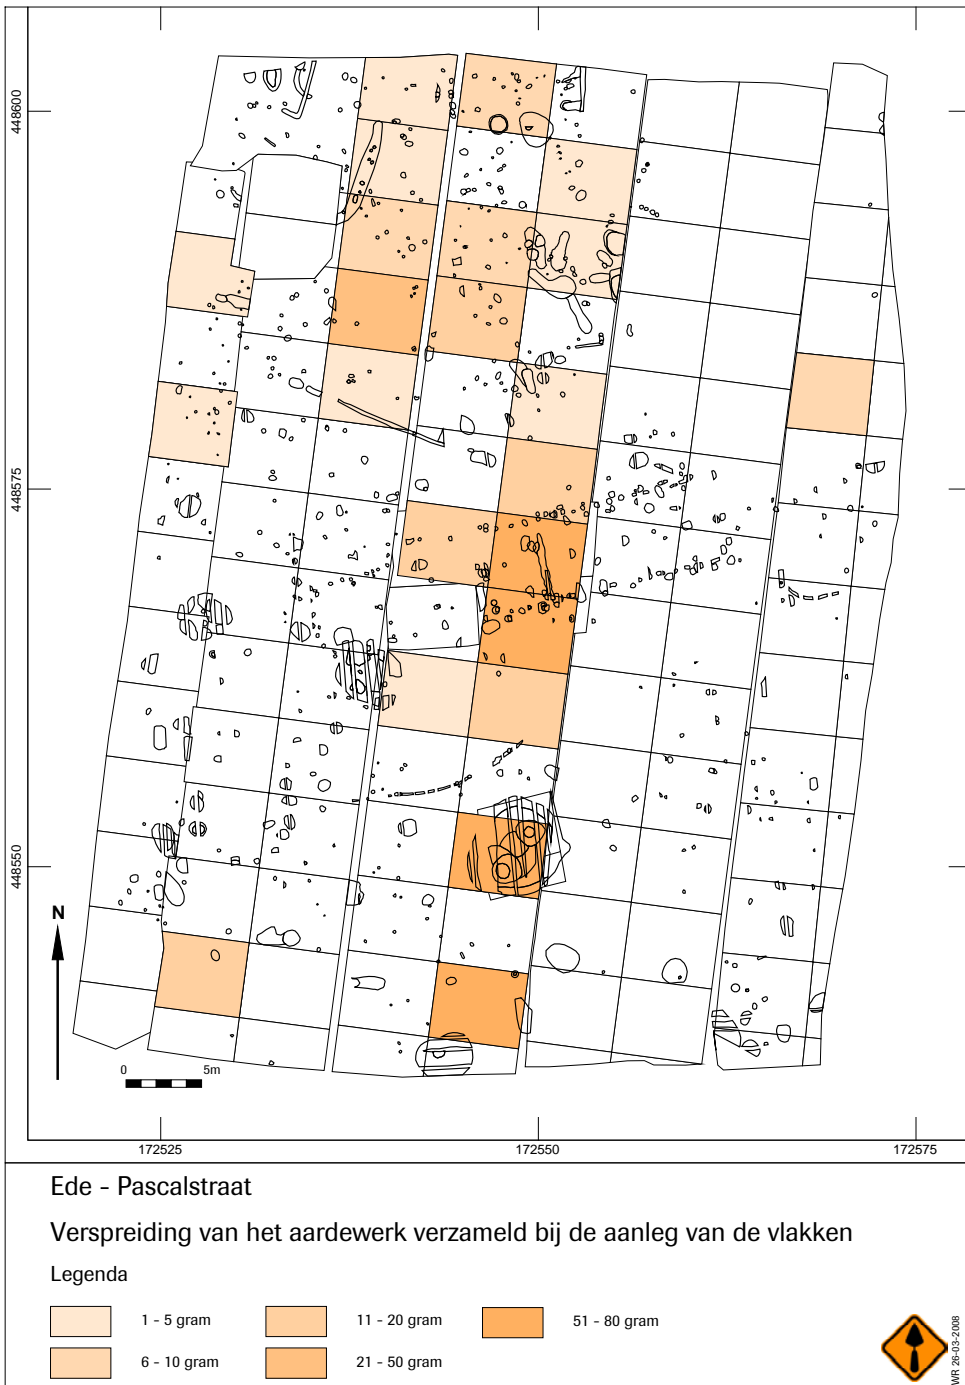 448600
448575
448550
N
0 5m
172525 172550 172575
Ede - Pascalstraat
Verspreiding van het aardewerk verzameld bij de aanleg van de vlakken
Legenda
1 - 5 gram 11 - 20 gram 51 - 80 gram
6 - 10 gram 21 - 50 gram
WR 26-03-2008